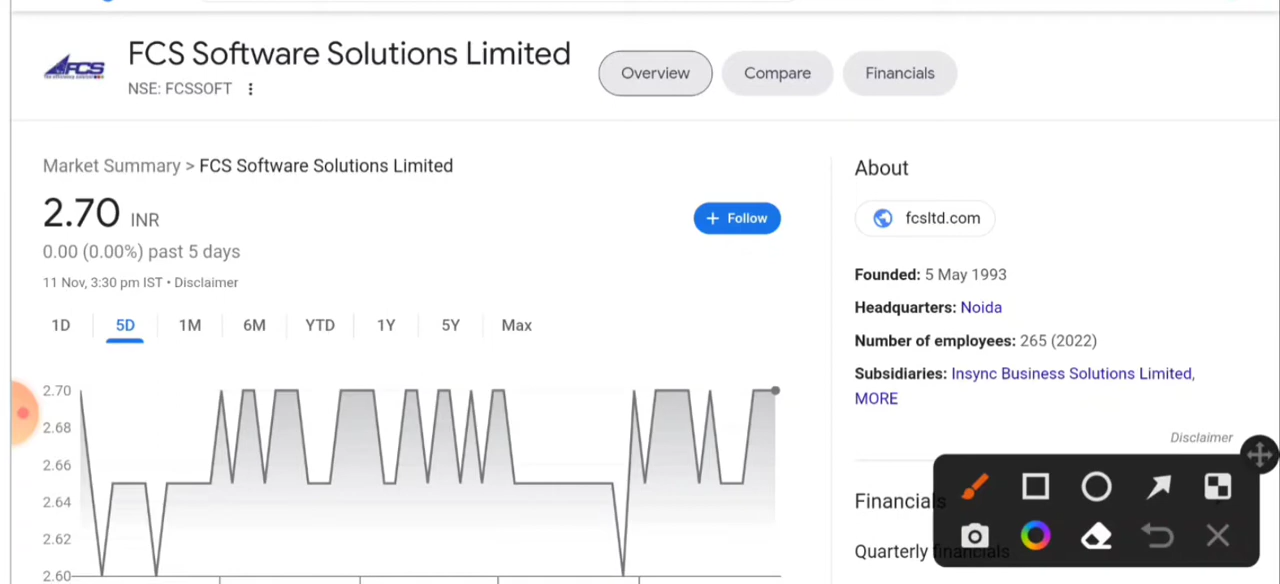 FCS
FCS Software Solutions Limited
NSE: FCSSOFT
Overview
Compare
Financials
Market Summary > FCS Software Solutions Limited
2.70 INR
+ Follow
0.00 (0.00%) past 5 days
11 Nov, 3:30 pm IST • Disclaimer
1D 5D 1M 6M YTD 1Y 5Y Max
2.70
2.68
2.66
2.64
2.62
2.60
About
fcsltd.com
Founded: 5 May 1993
Headquarters: Noida
Number of employees: 265 (2022)
Subsidiaries: Insync Business Solutions Limited,
MORE
Disclaimer
Financials
Quarterly financials